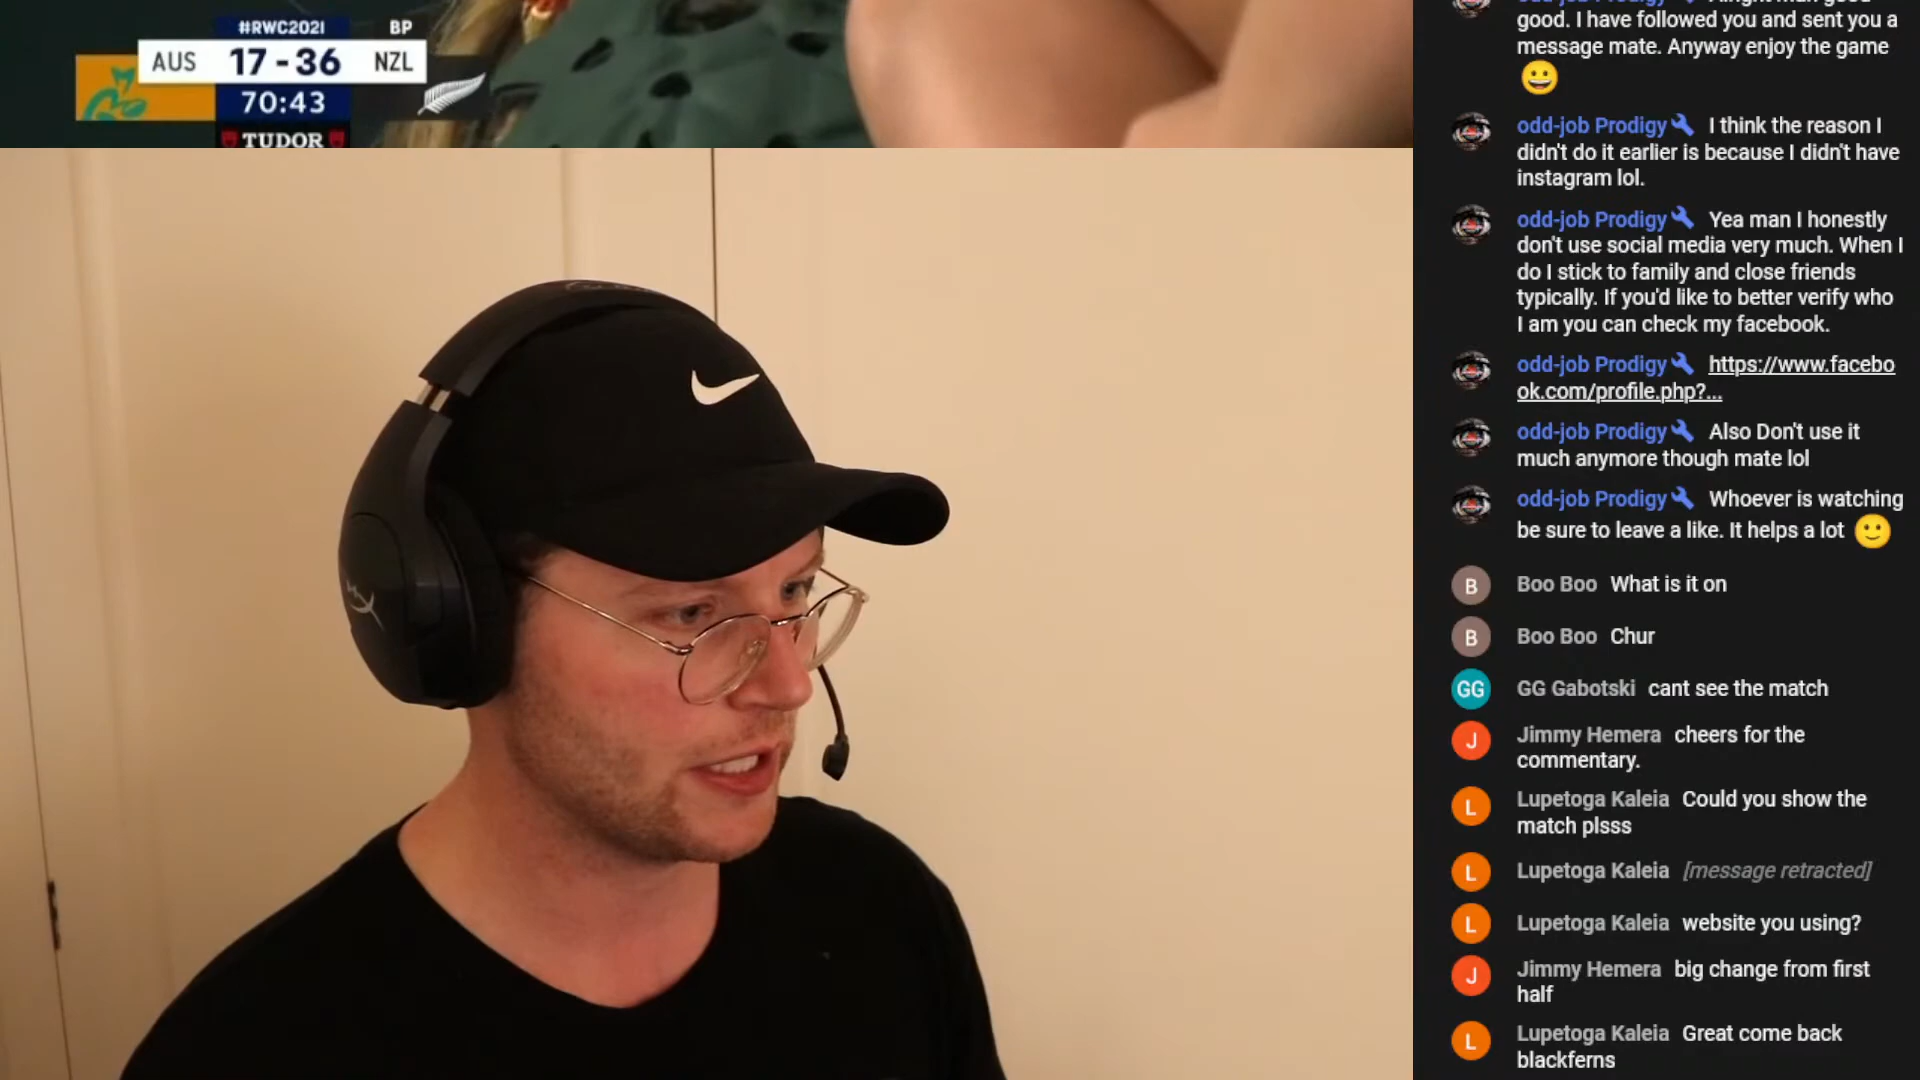 #RWC2021 BP
AUS 17 - 36 NZL
70:43
TUDOR
good. I have followed you and sent you a
message mate. Anyway enjoy the game
😀
odd-job Prodigy I think the reason I
didn't do it earlier is because I didn't have
instagram lol.
odd-job Prodigy Yea man I honestly
don't use social media very much. When I
do I stick to family and close friends
typically. If you'd like to better verify who
I am you can check my facebook.
odd-job Prodigy https://www.facebo
ok.com/profile.php?...
odd-job Prodigy Also Don't use it
much anymore though mate lol
odd-job Prodigy Whoever is watching
be sure to leave a like. It helps a lot 🙂
B Boo Boo What is it on
B Boo Boo Chur
GG GG Gabotski cant see the match
J Jimmy Hemera cheers for the
commentary.
L Lupetoga Kaleia Could you show the
match plsss
L Lupetoga Kaleia [message retracted]
L Lupetoga Kaleia website you using?
J Jimmy Hemera big change from first
half
L Lupetoga Kaleia Great come back
blackferns